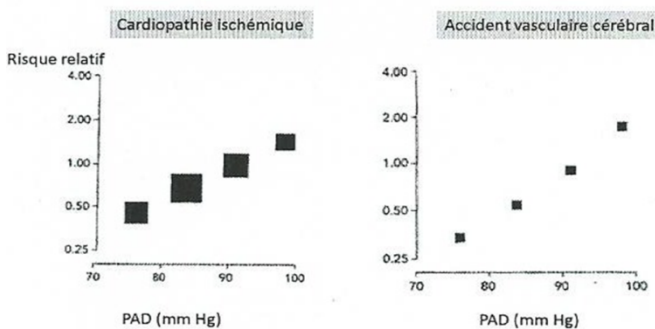 Cardiopathie ischémique
Accident vasculaire cérébral
Risque relatif
4.00
2.00
1.00
0.50
0.25
70 80 90 100
PAD (mm Hg)
4.00
2.00
1.00
0.50
0.25
70 80 90 100
PAD (mm Hg)